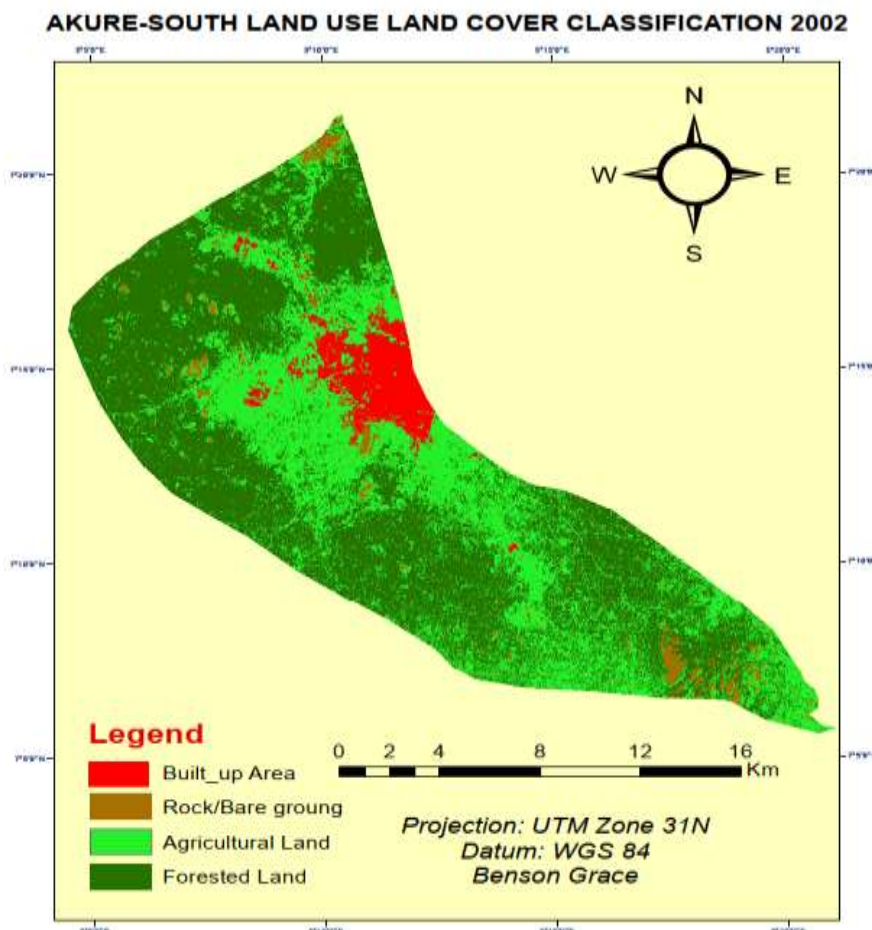 AKURE-SOUTH LAND USE LAND COVER CLASSIFICATION 2002
N
W
E
S
Legend
Built_up Area
Rock/Bare groung
Agricultural Land
Forested Land
0 2 4 8 12 16
Km
Projection: UTM Zone 31N
Datum: WGS 84
Benson Grace